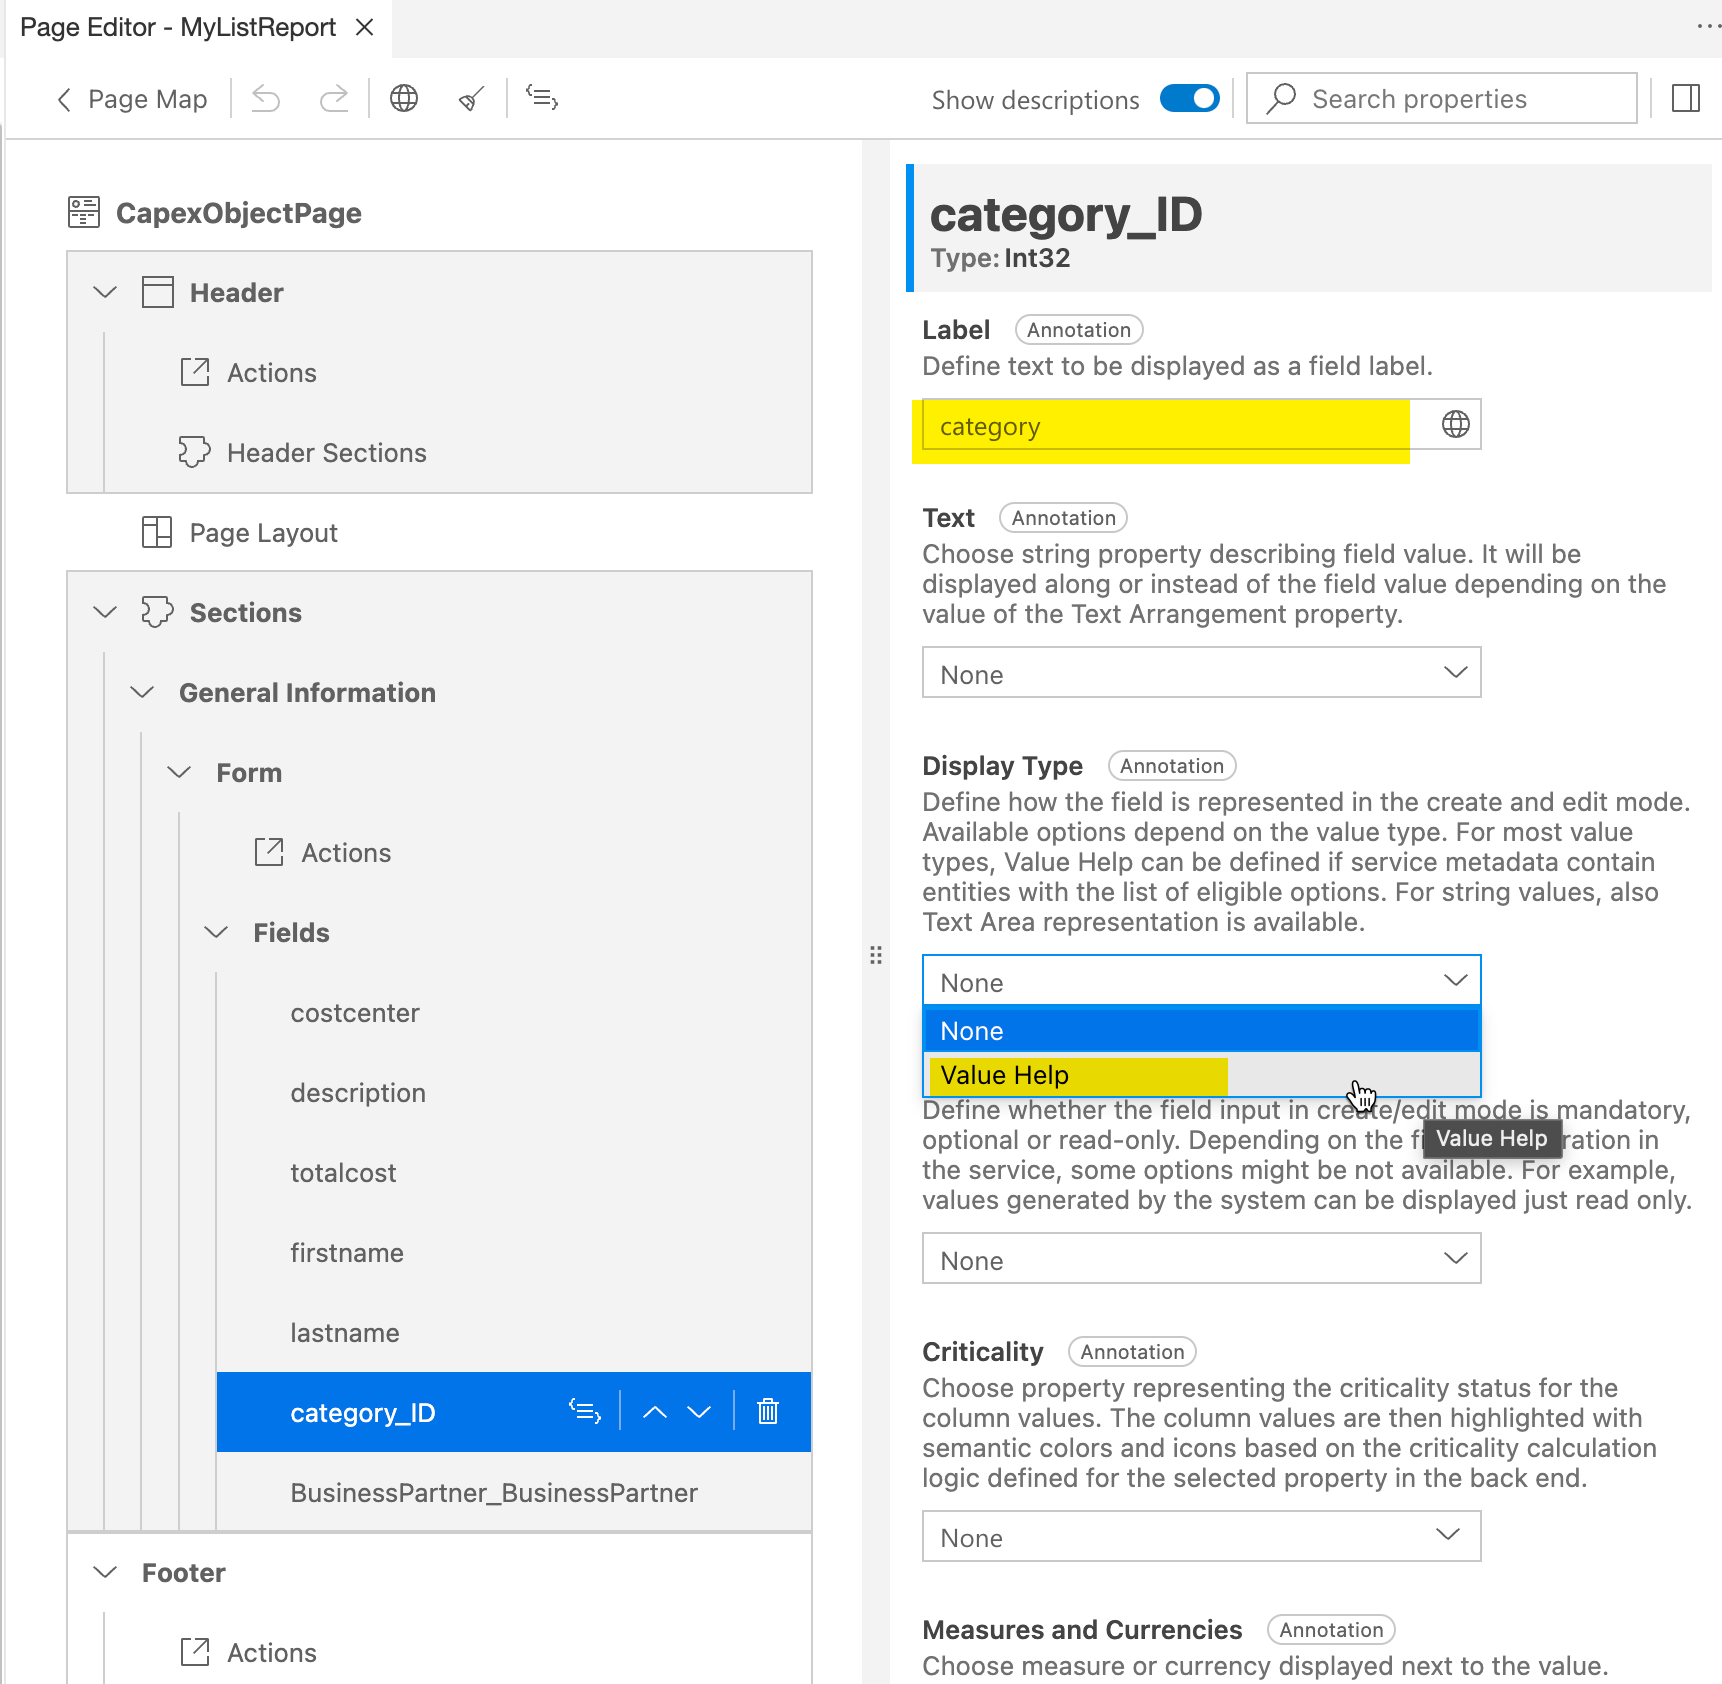 Page Editor - MyListReport
Page Map
Show descriptions
Search properties
CapexObjectPage
Header
Actions
Header Sections
Page Layout
Sections
General Information
Form
Actions
Fields
costcenter
description
totalcost
firstname
lastname
category_ID
BusinessPartner_BusinessPartner
Footer
Actions
category_ID
Type: Int32
Label Annotation
Define text to be displayed as a field label.
category
Text Annotation
Choose string property describing field value. It will be
displayed along or instead of the field value depending on the
value of the Text Arrangement property.
None
Display Type Annotation
Define how the field is represented in the create and edit mode.
Available options depend on the value type. For most value
types, Value Help can be defined if service metadata contain
entities with the list of eligible options. For string values, also
Text Area representation is available.
None
None
Value Help
Define whether the field input in create/edit mode is mandatory,
optional or read-only. Depending on the fi Value Help ration in
the service, some options might be not available. For example,
values generated by the system can be displayed just read only.
None
Criticality Annotation
Choose property representing the criticality status for the
column values. The column values are then highlighted with
semantic colors and icons based on the criticality calculation
logic defined for the selected property in the back end.
None
Measures and Currencies Annotation
Choose measure or currency displayed next to the value.